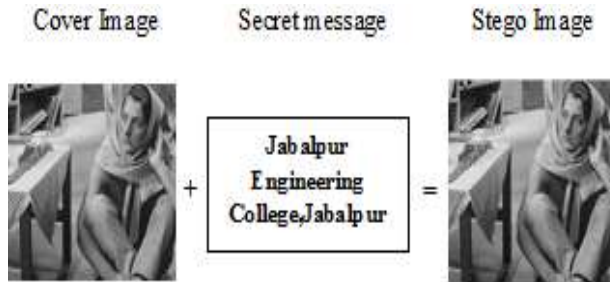 Cover Image Secret message Stego Image
+
Jabalpur
Engineering
College,Jabalpur
=